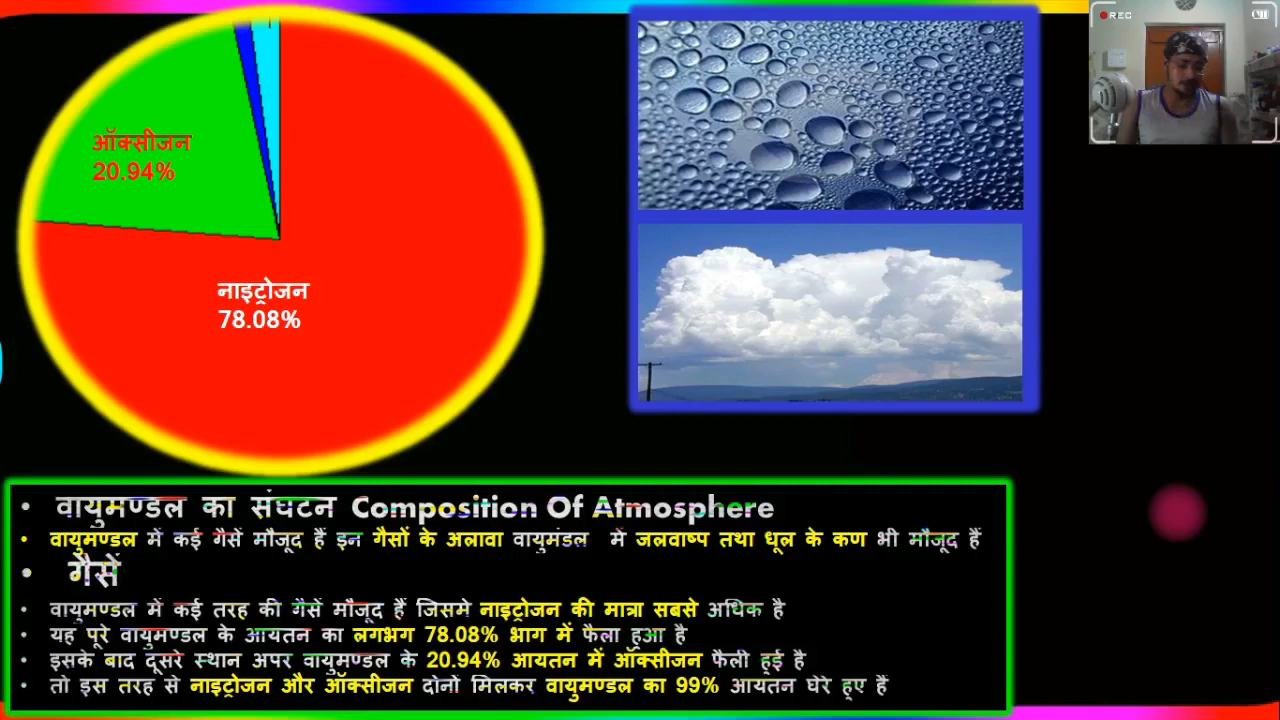 REC
ऑक्सीजन
20.94%
नाइट्रोजन
78.08%
• वायुमण्डल का संघटन Composition Of Atmosphere
• वायुमण्डल में कई गैसें मौजूद हैं इन गैसों के अलावा वायुमंडल में जलवाष्प तथा धूल के कण भी मौजूद हैं
• गैसें
• वायुमण्डल में कई तरह की गैसें मौजूद हैं जिसमे नाइट्रोजन की मात्रा सबसे अधिक है
• यह पूरे वायुमण्डल के आयतन का लगभग 78.08% भाग में फैला हुआ है
• इसके बाद दूसरे स्थान अपर वायुमण्डल के 20.94% आयतन में ऑक्सीजन फैली हुई है
• तो इस तरह से नाइट्रोजन और ऑक्सीजन दोनों मिलकर वायुमण्डल का 99% आयतन घेरे हुए हैं